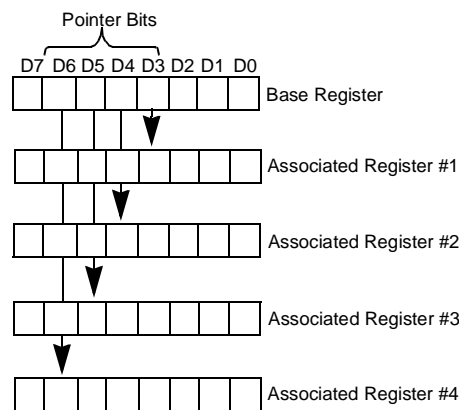 Pointer Bits
D7 D6 D5 D4 D3 D2 D1 D0
Base Register
Associated Register #1
Associated Register #2
Associated Register #3
Associated Register #4